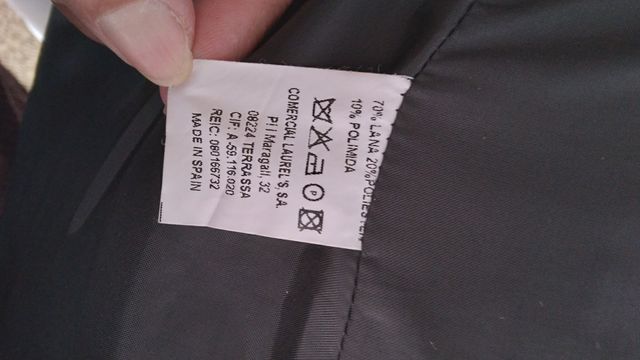 70% LANA 20% POLIESTER
10% POLIMIDA
P
COMERCIAL LAUREL'S, S.A.
Pi i Maragall, 32
08224 TERRASSA
CIF: A-59.116.020
REIC: 080166732
MADE IN SPAIN